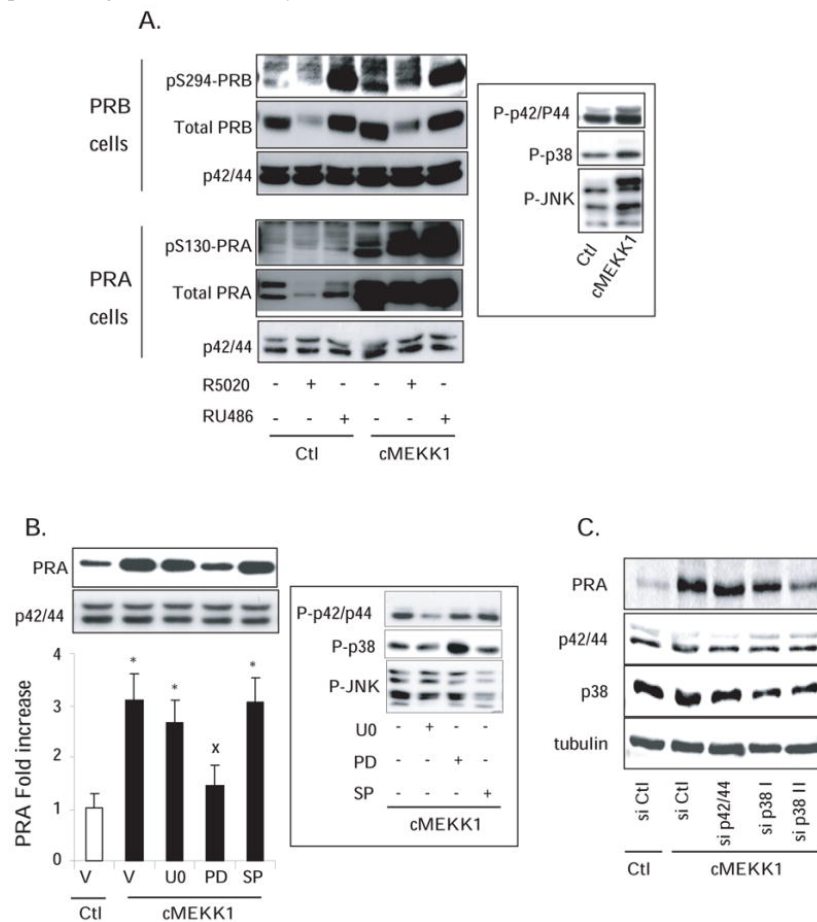 A.
PRB
cells
pS294-PRB
Total PRB
p42/44
PRA
cells
pS130-PRA
Total PRA
p42/44
R5020 - + - - + -
RU486 - - + - - +
Ctl cMEKK1
P-p42/P44
P-p38
P-JNK
Ctl cMEKK1
B.
PRA
p42/44
PRA Fold increase
4
3
2
1
0
* * x *
V V U0 PD SP
Ctl cMEKK1
P-p42/p44
P-p38
P-JNK
U0 - + - -
PD - - + -
SP - - - +
cMEKK1
C.
PRA
p42/44
p38
tubulin
si Ctl si Ctl si p42/44 si p38 I si p38 II
Ctl cMEKK1